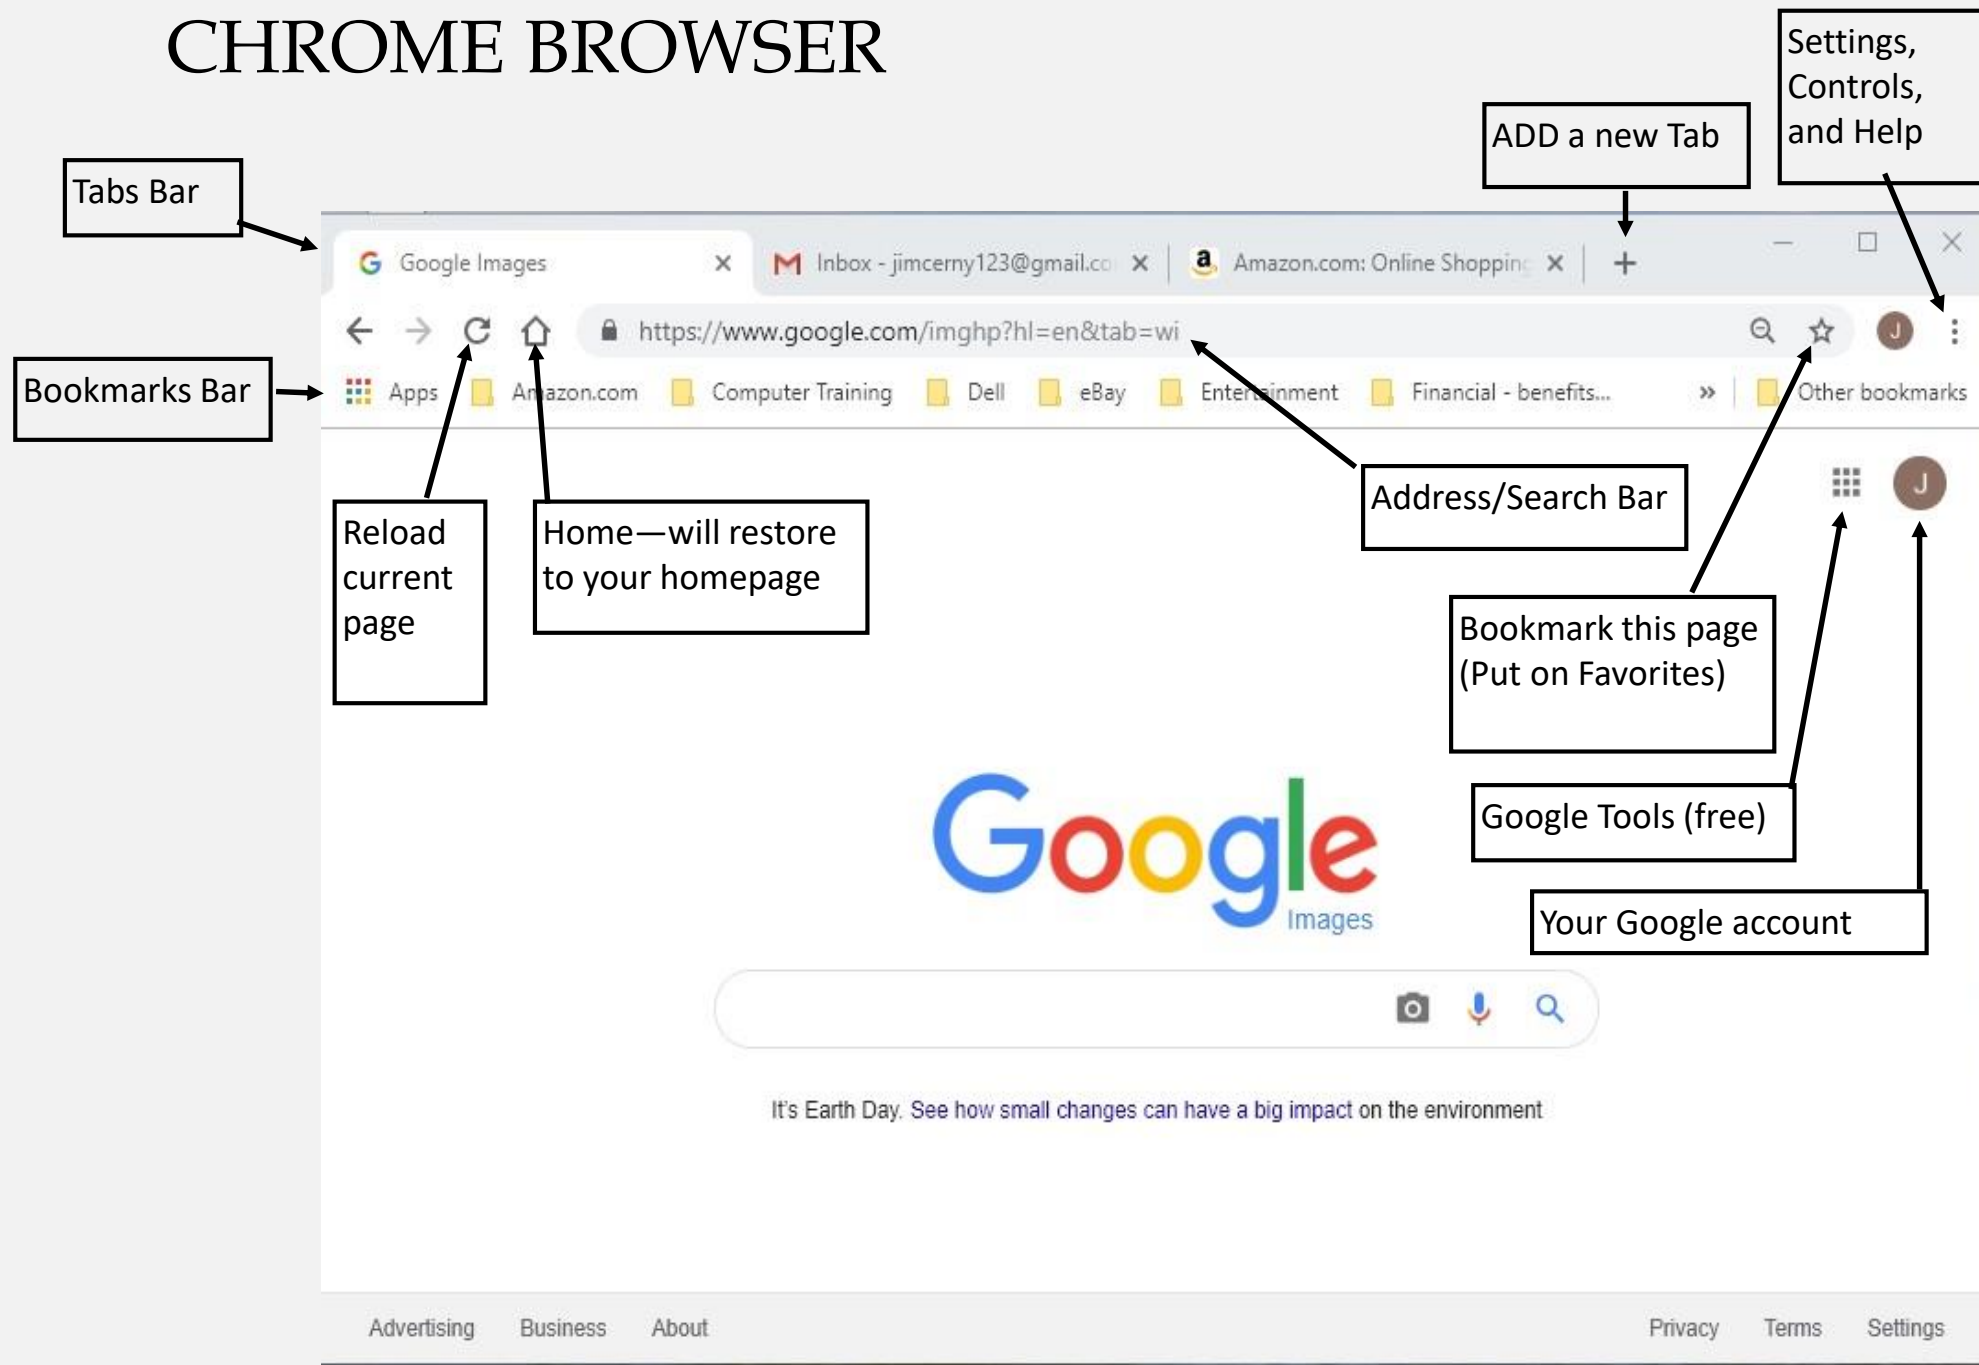 CHROME BROWSER
Settings,
Controls,
and Help
ADD a new Tab
Tabs Bar
Google Images
Inbox - jimcerny123@gmail.co
Amazon.com: Online Shopping
https://www.google.com/imghp?hl=en&tab=wi
J
Bookmarks Bar
Apps
Amazon.com
Computer Training
Dell
eBay
Entertainment
Financial - benefits...
»
Other bookmarks
J
Reload
current
page
Home—will restore
to your homepage
Address/Search Bar
Bookmark this page
(Put on Favorites)
Google Tools (free)
Your Google account
Google
Images
It's Earth Day. See how small changes can have a big impact on the environment
Advertising
Business
About
Privacy
Terms
Settings